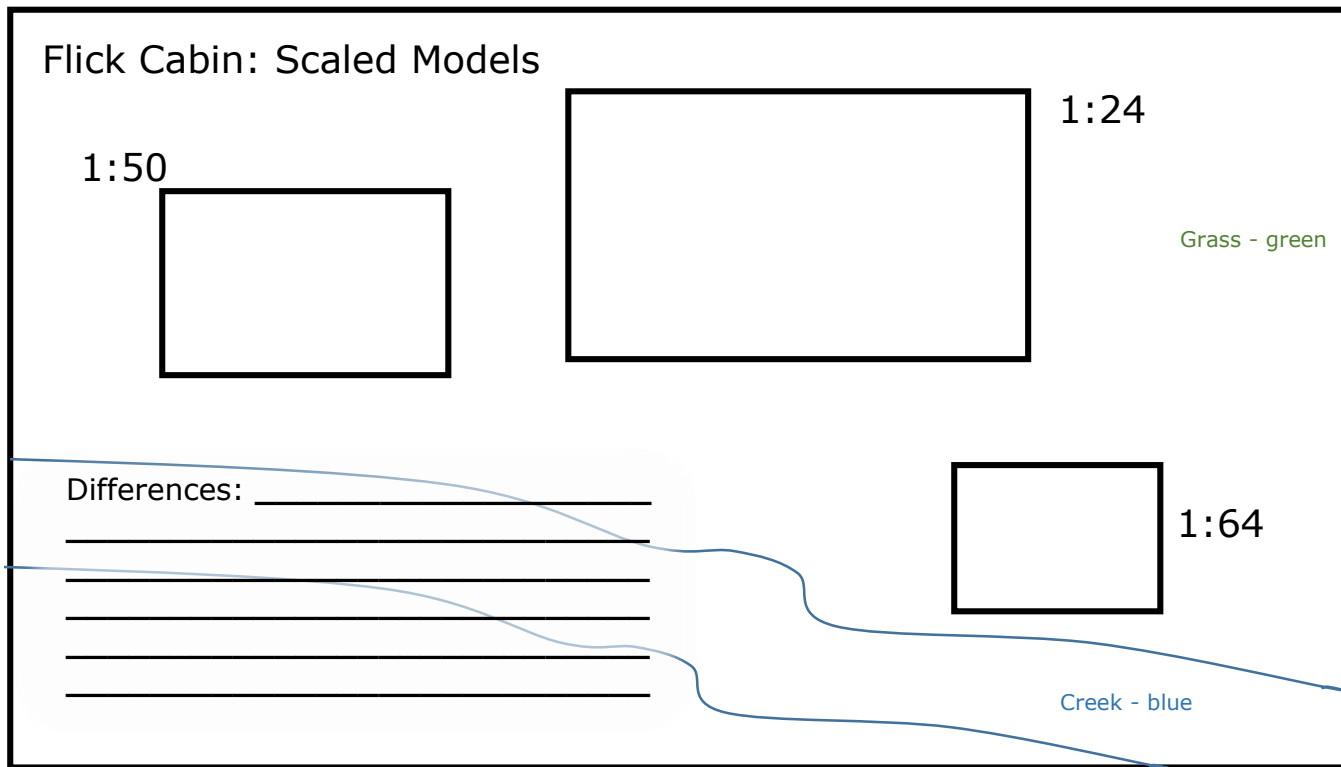 Flick Cabin: Scaled Models
1:24
1:50
Grass - green
Differences:
1:64
Creek - blue